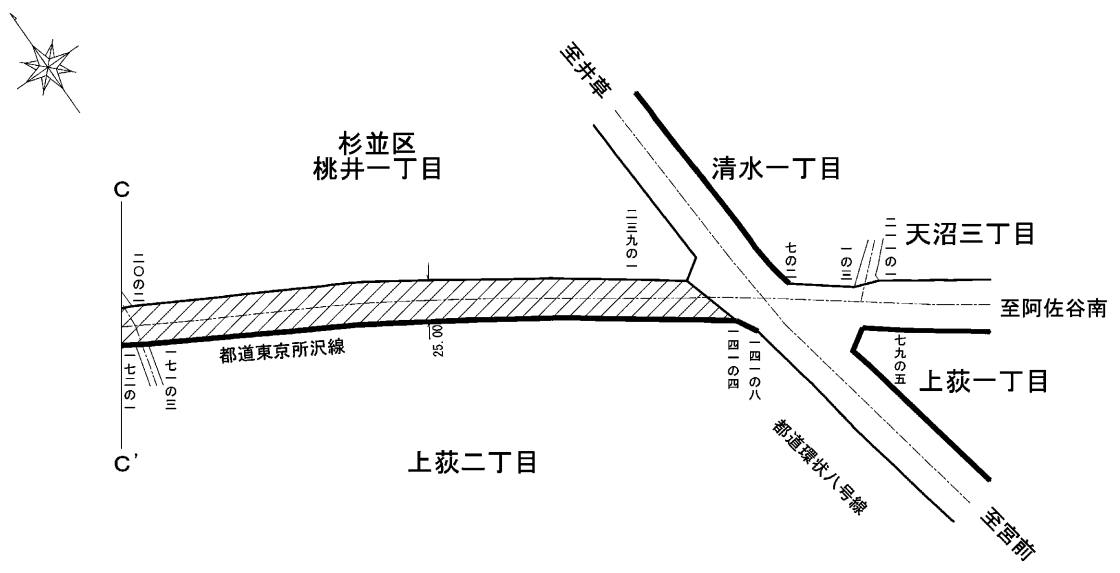 至井草
杉並区
桃井一丁目
清水一丁目
C
二三九の一
七の二
一の三
二一一の一
天沼三丁目
二〇の二
至阿佐谷南
25.00
都道東京所沢線
一七二の一
一七一の三
一四一の四
一四一の八
七九の五
上荻一丁目
C'
上荻二丁目
都道環状八号線
至宮前